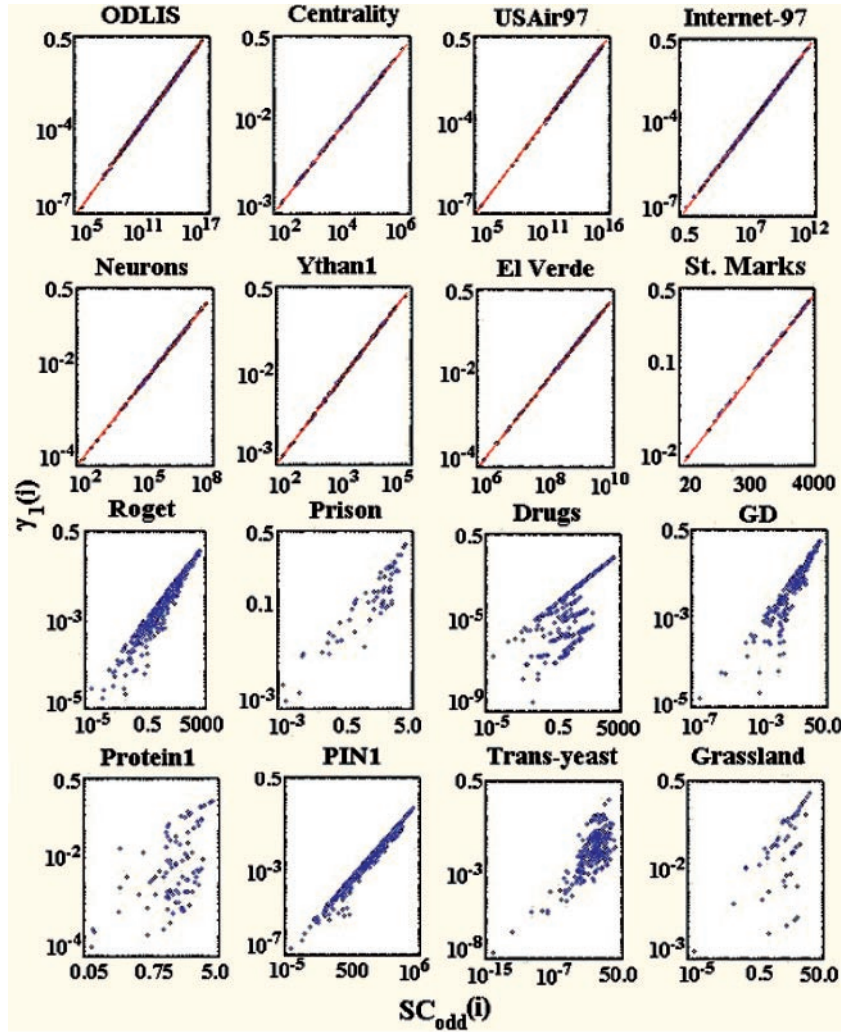 ODLIS Centrality USAir97 Internet-97
0.5 0.5 0.5 0.5
10^-4 10^-2 10^-4 10^-4
10^-7 10^-3 10^-7 10^-7
10^5 10^11 10^17 10^2 10^4 10^6 10^5 10^11 10^16 0.5 10^7 10^12
Neurons Ythan1 El Verde St. Marks
0.5 0.5 0.5 0.5
10^-2 10^-2 10^-2 0.1
10^-4 10^-3 10^-4 10^-2
10^2 10^5 10^8 10^2 10^3 10^5 10^6 10^8 10^10 20 300 4000
γ1(i)
Roget Prison Drugs GD
0.5 0.5 0.5 0.5
10^-3 0.1 10^-5 10^-3
10^-5 10^-3 10^-9 10^-5
10^-5 0.5 5000 10^-3 0.5 5.0 10^-5 0.5 5000 10^-7 10^-3 50.0
Protein1 PIN1 Trans-yeast Grassland
0.5 0.5 0.5 0.5
10^-2 10^-3 10^-3 10^-2
10^-4 10^-7 10^-8 10^-3
0.05 0.75 5.0 10^-5 500 10^6 10^-15 10^-7 50.0 10^-5 0.5 50.0
SCodd(i)